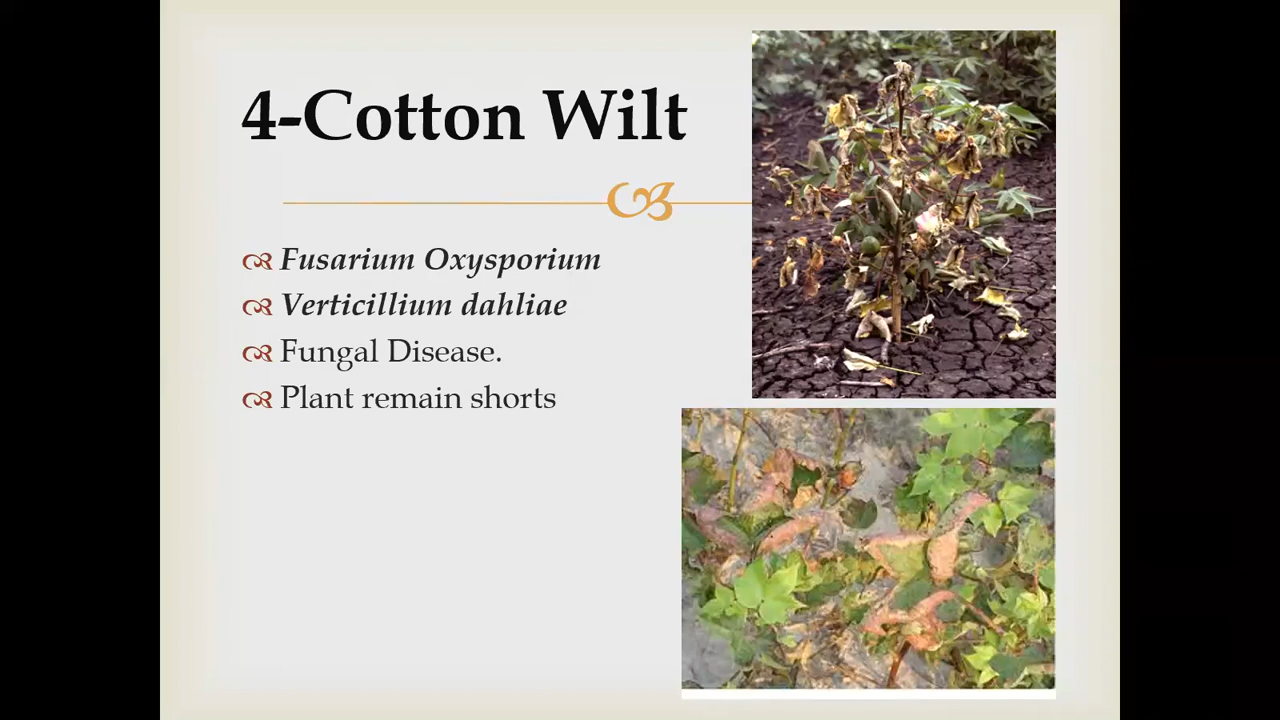 4-Cotton Wilt
Fusarium Oxysporium
Verticillium dahliae
Fungal Disease.
Plant remain shorts